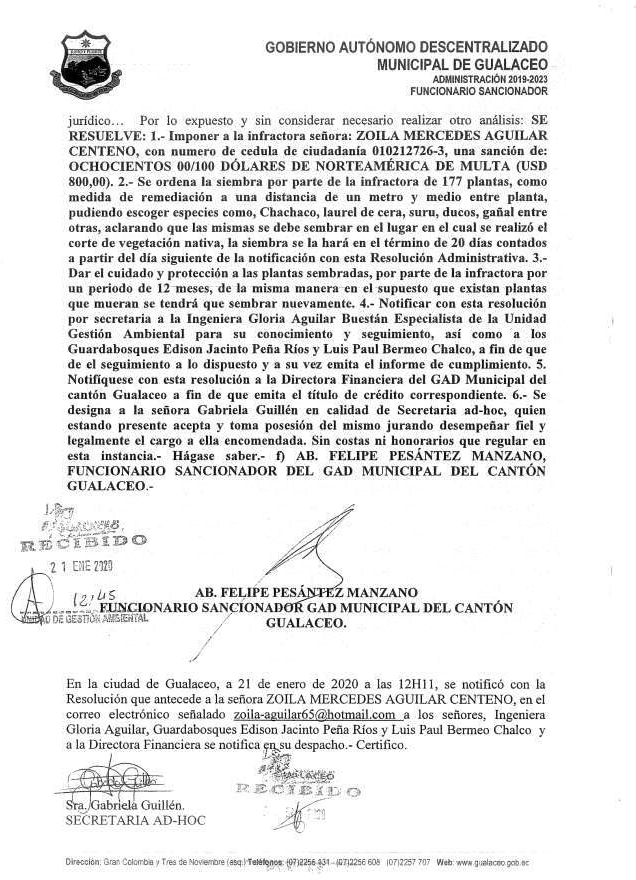 GOBIERNO AUTÓNOMO DESCENTRALIZADO
MUNICIPAL DE GUALACEO
ADMINISTRACIÓN 2019-2023
FUNCIONARIO SANCIONADOR
jurídico… Por lo expuesto y sin considerar necesario realizar otro análisis: SE
RESUELVE: 1.- Imponer a la infractora señora: ZOILA MERCEDES AGUILAR
CENTENO, con numero de cedula de ciudadanía 010212726-3, una sanción de:
OCHOCIENTOS 00/100 DÓLARES DE NORTEAMÉRICA DE MULTA (USD
800,00). 2.- Se ordena la siembra por parte de la infractora de 177 plantas, como
medida de remediación a una distancia de un metro y medio entre planta,
pudiendo escoger especies como, Chachaco, laurel de cera, suru, ducos, gañal entre
otras, aclarando que las mismas se debe sembrar en el lugar en el cual se realizó el
corte de vegetación nativa, la siembra se la hará en el término de 20 días contados
a partir del día siguiente de la notificación con esta Resolución Administrativa. 3.-
Dar el cuidado y protección a las plantas sembradas, por parte de la infractora por
un periodo de 12 meses, de la misma manera en el supuesto que existan plantas
que mueran se tendrá que sembrar nuevamente. 4.- Notificar con esta resolución
por secretaria a la Ingeniera Gloria Aguilar Buestán Especialista de la Unidad
Gestión Ambiental para su conocimiento y seguimiento, así como a los
Guardabosques Edison Jacinto Peña Ríos y Luis Paul Bermeo Chalco, a fin de que
de el seguimiento a lo dispuesto y a su vez emita el informe de cumplimiento. 5.
Notifíquese con esta resolución a la Directora Financiera del GAD Municipal del
cantón Gualaceo a fin de que emita el título de crédito correspondiente. 6.- Se
designa a la señora Gabriela Guillén en calidad de Secretaria ad-hoc, quien
estando presente acepta y toma posesión del mismo jurando desempeñar fiel y
legalmente el cargo a ella encomendada. Sin costas ni honorarios que regular en
esta instancia.- Hágase saber.- f) AB. FELIPE PESÁNTEZ MANZANO,
FUNCIONARIO SANCIONADOR DEL GAD MUNICIPAL DEL CANTÓN
GUALACEO.-
RECIBIDO
21 ENE 2020
12:45
UNIDAD DE GESTIÓN AMBIENTAL
AB. FELIPE PESÁNTEZ MANZANO
FUNCIONARIO SANCIONADOR GAD MUNICIPAL DEL CANTÓN
GUALACEO.
En la ciudad de Gualaceo, a 21 de enero de 2020 a las 12H11, se notificó con la
Resolución que antecede a la señora ZOILA MERCEDES AGUILAR CENTENO, en el
correo electrónico señalado zoila-aguilar65@hotmail.com a los señores, Ingeniera
Gloria Aguilar, Guardabosques Edison Jacinto Peña Ríos y Luis Paul Bermeo Chalco y
a la Directora Financiera se notifica en su despacho.- Certifico.
GUALACEO
RECIBIDO
Sra. Gabriela Guillén.
SECRETARIA AD-HOC
Dirección: Gran Colombia y Tres de Noviembre (esq.) Teléfonos: (07)2256 608 (07)2257 707 Web: www.gualaceo.gob.ec